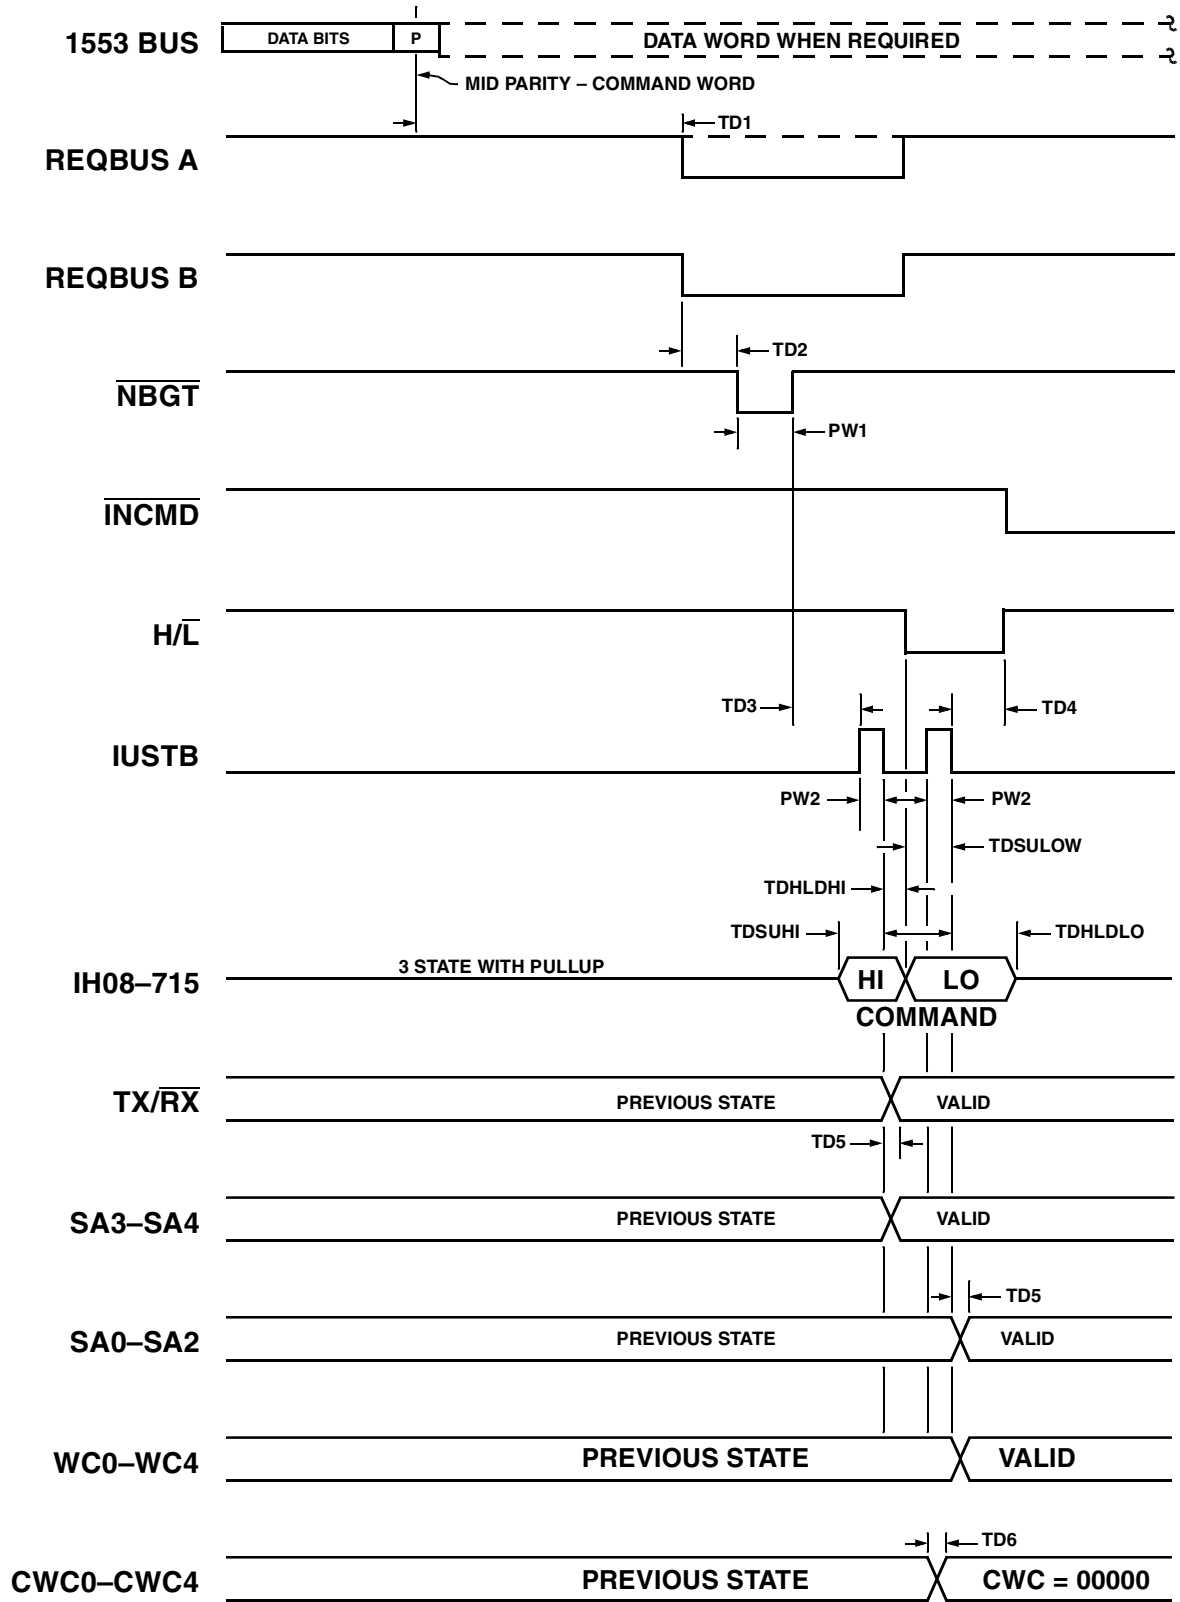 1553 BUS
DATA BITS
P
DATA WORD WHEN REQUIRED
MID PARITY – COMMAND WORD
TD1
REQBUS A
REQBUS B
TD2
NBGT
PW1
INCMD
H/L
TD3
TD4
IUSTB
PW2
PW2
TDSULOW
TDHLDHI
TDSUHI
TDHLDLO
IH08–715
3 STATE WITH PULLUP
HI
LO
COMMAND
TX/RX
PREVIOUS STATE
VALID
TD5
SA3–SA4
PREVIOUS STATE
VALID
TD5
SA0–SA2
PREVIOUS STATE
VALID
WC0–WC4
PREVIOUS STATE
VALID
TD6
CWC0–CWC4
PREVIOUS STATE
CWC = 00000